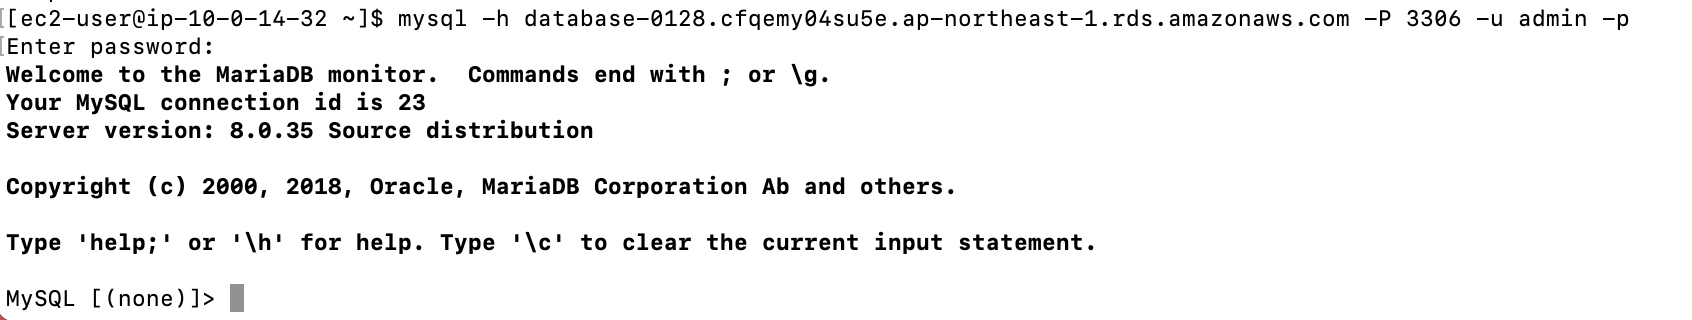 [[ec2-user@ip-10-0-14-32 ~]$ mysql -h database-0128.cfqemy04su5e.ap-northeast-1.rds.amazonaws.com -P 3306 -u admin -p
[Enter password:
Welcome to the MariaDB monitor.  Commands end with ; or \g.
Your MySQL connection id is 23
Server version: 8.0.35 Source distribution
Copyright (c) 2000, 2018, Oracle, MariaDB Corporation Ab and others.
Type 'help;' or '\h' for help. Type '\c' to clear the current input statement.
MySQL [(none)]>